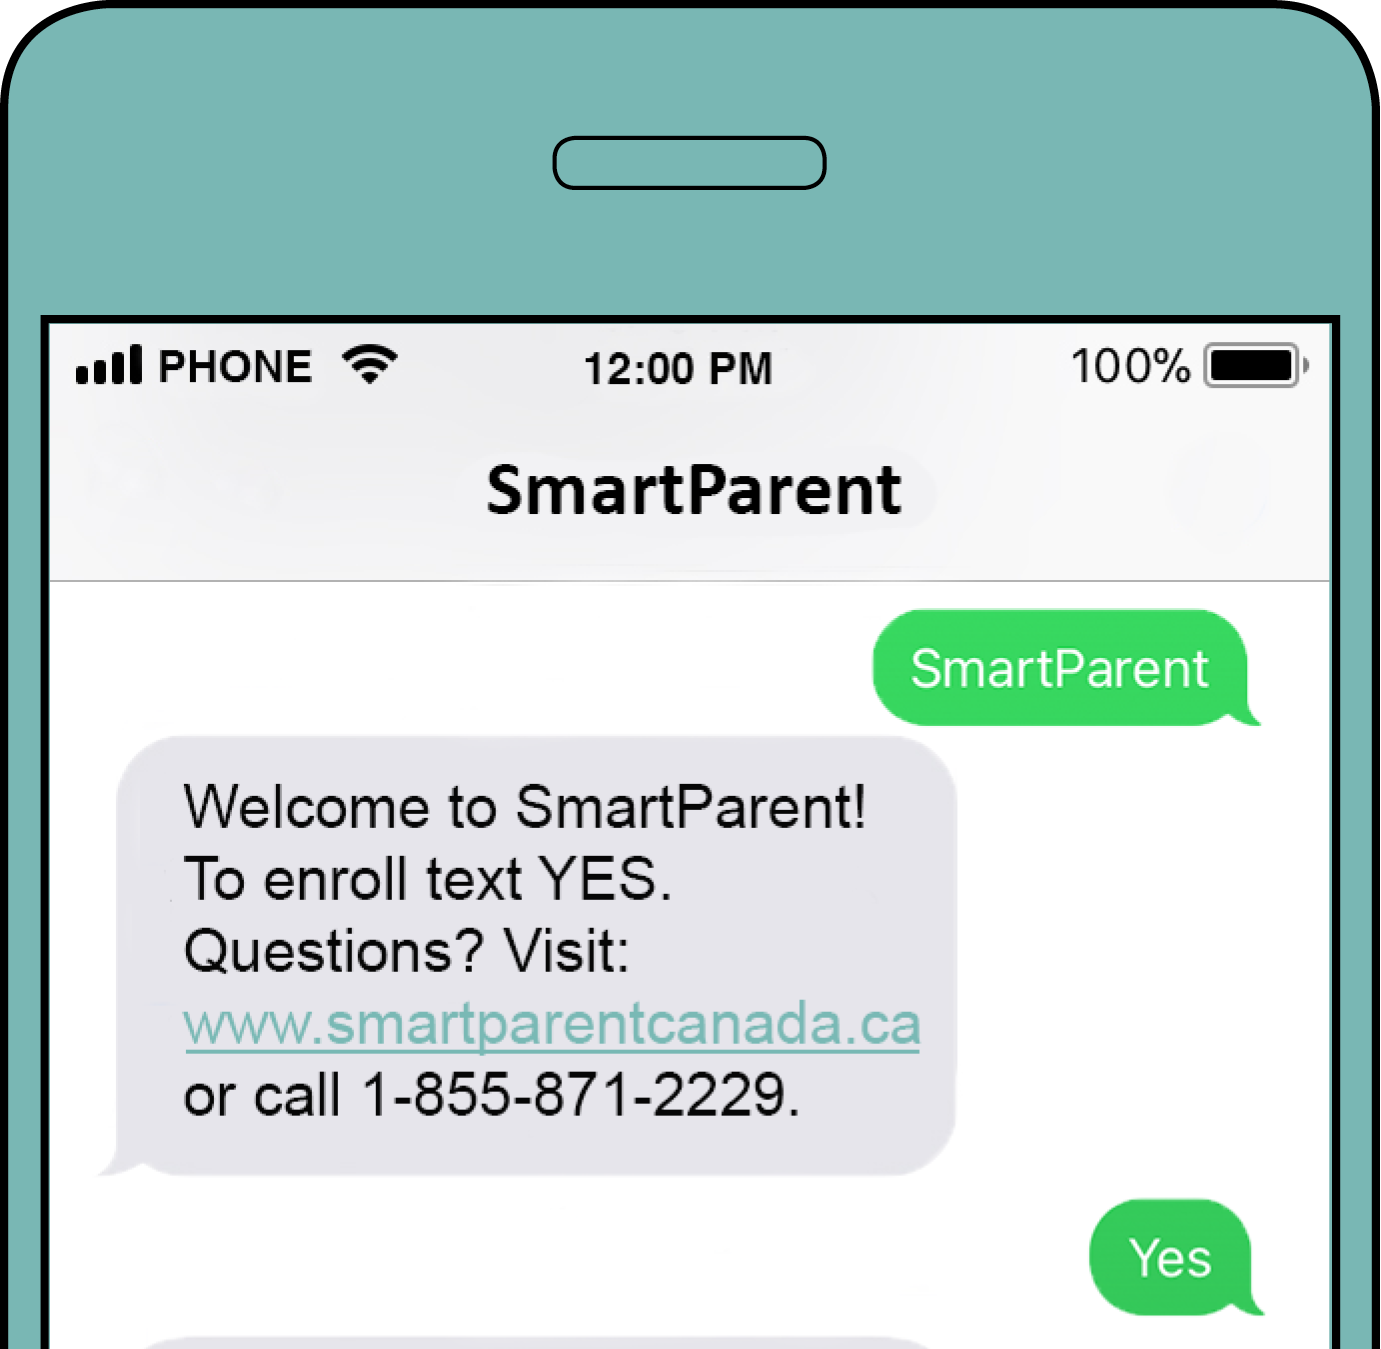 PHONE 12:00 PM 100%
SmartParent
SmartParent
Welcome to SmartParent!
To enroll text YES.
Questions? Visit:
www.smartparentcanada.ca
or call 1-855-871-2229.
Yes